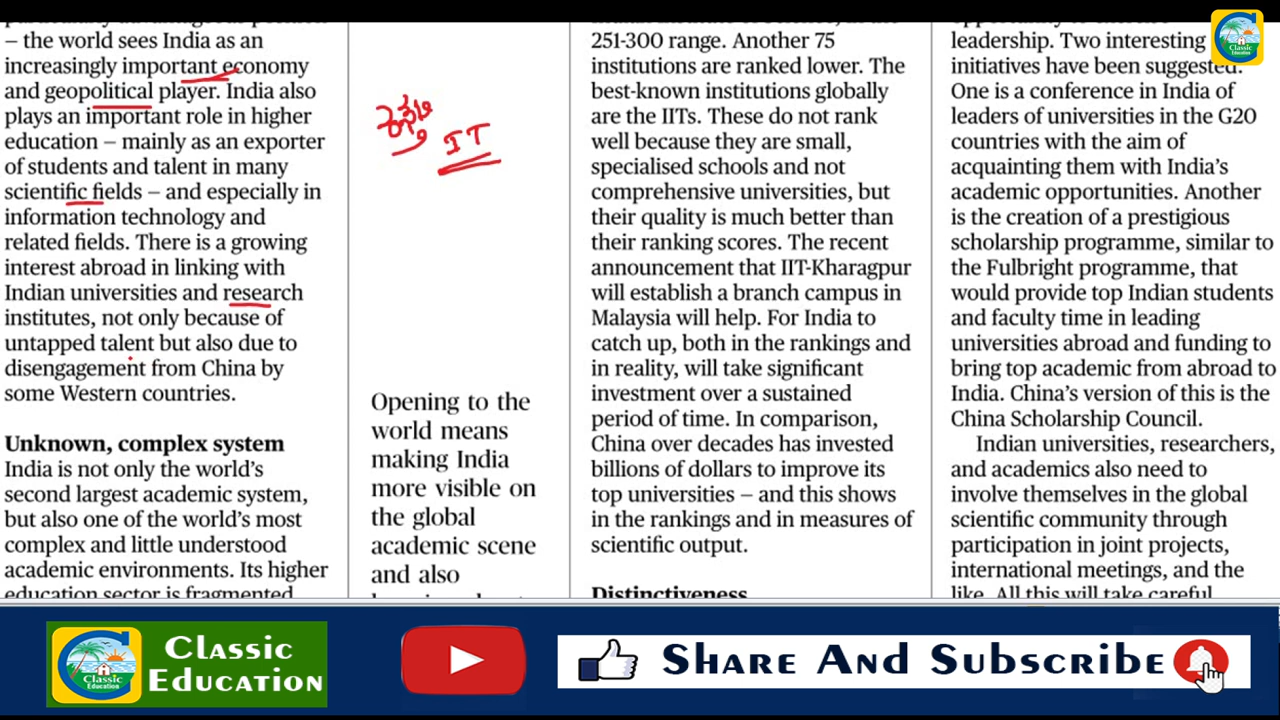 – the world sees India as an
increasingly important economy
and geopolitical player. India also
plays an important role in higher
education – mainly as an exporter
of students and talent in many
scientific fields – and especially in
information technology and
related fields. There is a growing
interest abroad in linking with
Indian universities and research
institutes, not only because of
untapped talent but also due to
disengagement from China by
some Western countries.
Unknown, complex system
India is not only the world's
second largest academic system,
but also one of the world's most
complex and little understood
academic environments. Its higher
education sector is fragmented
IT
Opening to the
world means
making India
more visible on
the global
academic scene
and also
251-300 range. Another 75
institutions are ranked lower. The
best-known institutions globally
are the IITs. These do not rank
well because they are small,
specialised schools and not
comprehensive universities, but
their quality is much better than
their ranking scores. The recent
announcement that IIT-Kharagpur
will establish a branch campus in
Malaysia will help. For India to
catch up, both in the rankings and
in reality, will take significant
investment over a sustained
period of time. In comparison,
China over decades has invested
billions of dollars to improve its
top universities – and this shows
in the rankings and in measures of
scientific output.
Distinctiveness
leadership. Two interesting
initiatives have been suggested.
One is a conference in India of
leaders of universities in the G20
countries with the aim of
acquainting them with India's
academic opportunities. Another
is the creation of a prestigious
scholarship programme, similar to
the Fulbright programme, that
would provide top Indian students
and faculty time in leading
universities abroad and funding to
bring top academic from abroad to
India. China's version of this is the
China Scholarship Council.
Indian universities, researchers,
and academics also need to
involve themselves in the global
scientific community through
participation in joint projects,
international meetings, and the
like. All this will take careful
Classic
Education
Classic
Education
Classic
Education
Share And Subscribe